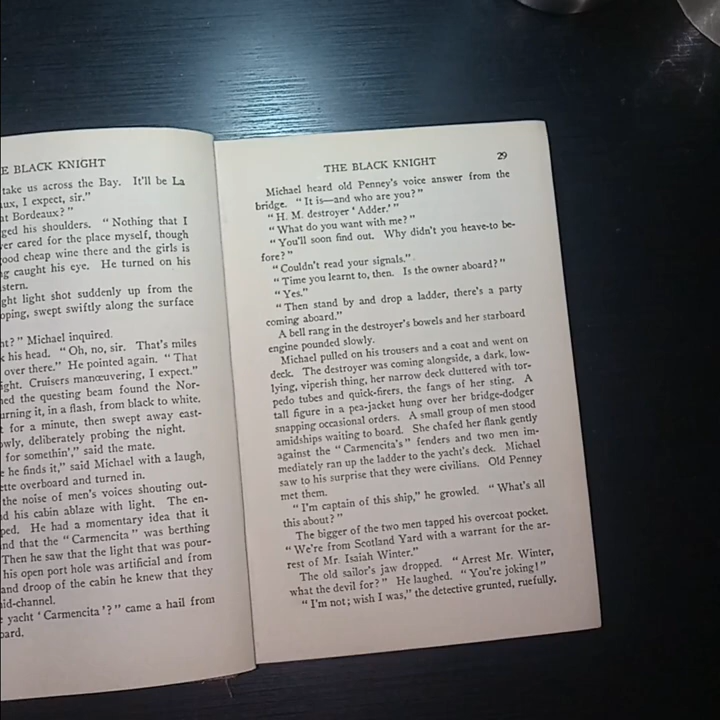 E BLACK KNIGHT
take us across the Bay. It'll be La
ux, I expect, sir."
at Bordeaux?"
ged his shoulders. "Nothing that I
ver cared for the place myself, though
ood cheap wine there and the girls is
g caught his eye. He turned on his
stern.
ght light shot suddenly up from the
oping, swept swiftly along the surface
nt?" Michael inquired.
k his head. "Oh, no, sir. That's miles
over there." He pointed again. "That
ight. Cruisers manœuvering, I expect."
ned the questing beam found the Nor-
urning it, in a flash, from black to white.
t for a minute, then swept away east-
owly, deliberately probing the night.
for somethin'," said the mate.
e he finds it," said Michael with a laugh,
ette overboard and turned in.
the noise of men's voices shouting out-
nd his cabin ablaze with light. The en-
ped. He had a momentary idea that it
nd that the "Carmencita" was berthing
Then he saw that the light that was pour-
his open port hole was artificial and from
and droop of the cabin he knew that they
id-channel.
e yacht 'Carmencita'?" came a hail from
oard.
THE BLACK KNIGHT 29
Michael heard old Penney's voice answer from the
bridge. "It is—and who are you?"
"H. M. destroyer 'Adder.'"
"What do you want with me?"
"You'll soon find out. Why didn't you heave-to be-
fore?"
"Couldn't read your signals."
"Time you learnt to, then. Is the owner aboard?"
"Yes."
"Then stand by and drop a ladder, there's a party
coming aboard."
A bell rang in the destroyer's bowels and her starboard
engine pounded slowly.
Michael pulled on his trousers and a coat and went on
deck. The destroyer was coming alongside, a dark, low-
lying, viperish thing, her narrow deck cluttered with tor-
pedo tubes and quick-firers, the fangs of her sting. A
tall figure in a pea-jacket hung over her bridge-dodger
snapping occasional orders. A small group of men stood
amidships waiting to board. She chafed her flank gently
against the "Carmencita's" fenders and two men im-
mediately ran up the ladder to the yacht's deck. Michael
saw to his surprise that they were civilians. Old Penney
met them.
"I'm captain of this ship," he growled. "What's all
this about?"
The bigger of the two men tapped his overcoat pocket.
"We're from Scotland Yard with a warrant for the ar-
rest of Mr. Isaiah Winter."
The old sailor's jaw dropped. "Arrest Mr. Winter,
what the devil for?" He laughed. "You're joking!"
"I'm not; wish I was," the detective grunted, ruefully.